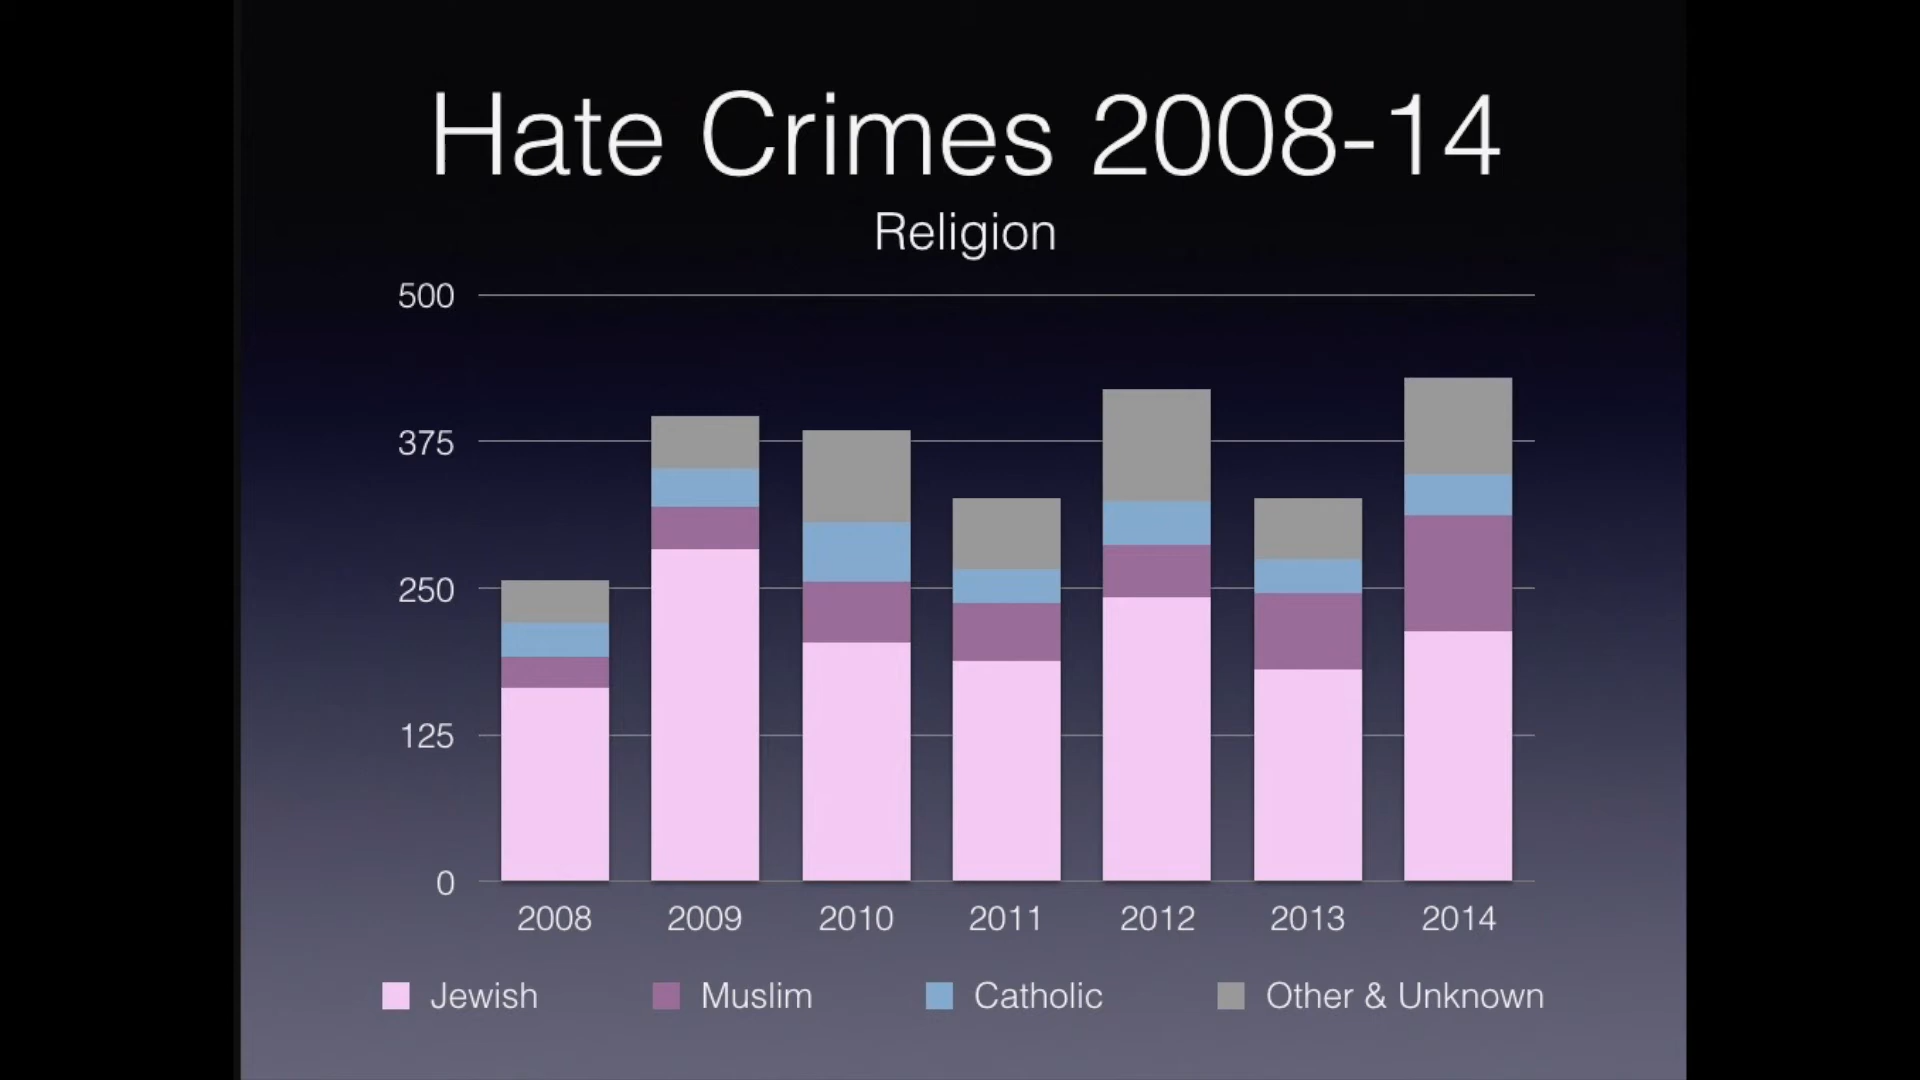 Hate Crimes 2008-14
Religion
500
375
250
125
0
2008 2009 2010 2011 2012 2013 2014
Jewish Muslim Catholic Other & Unknown